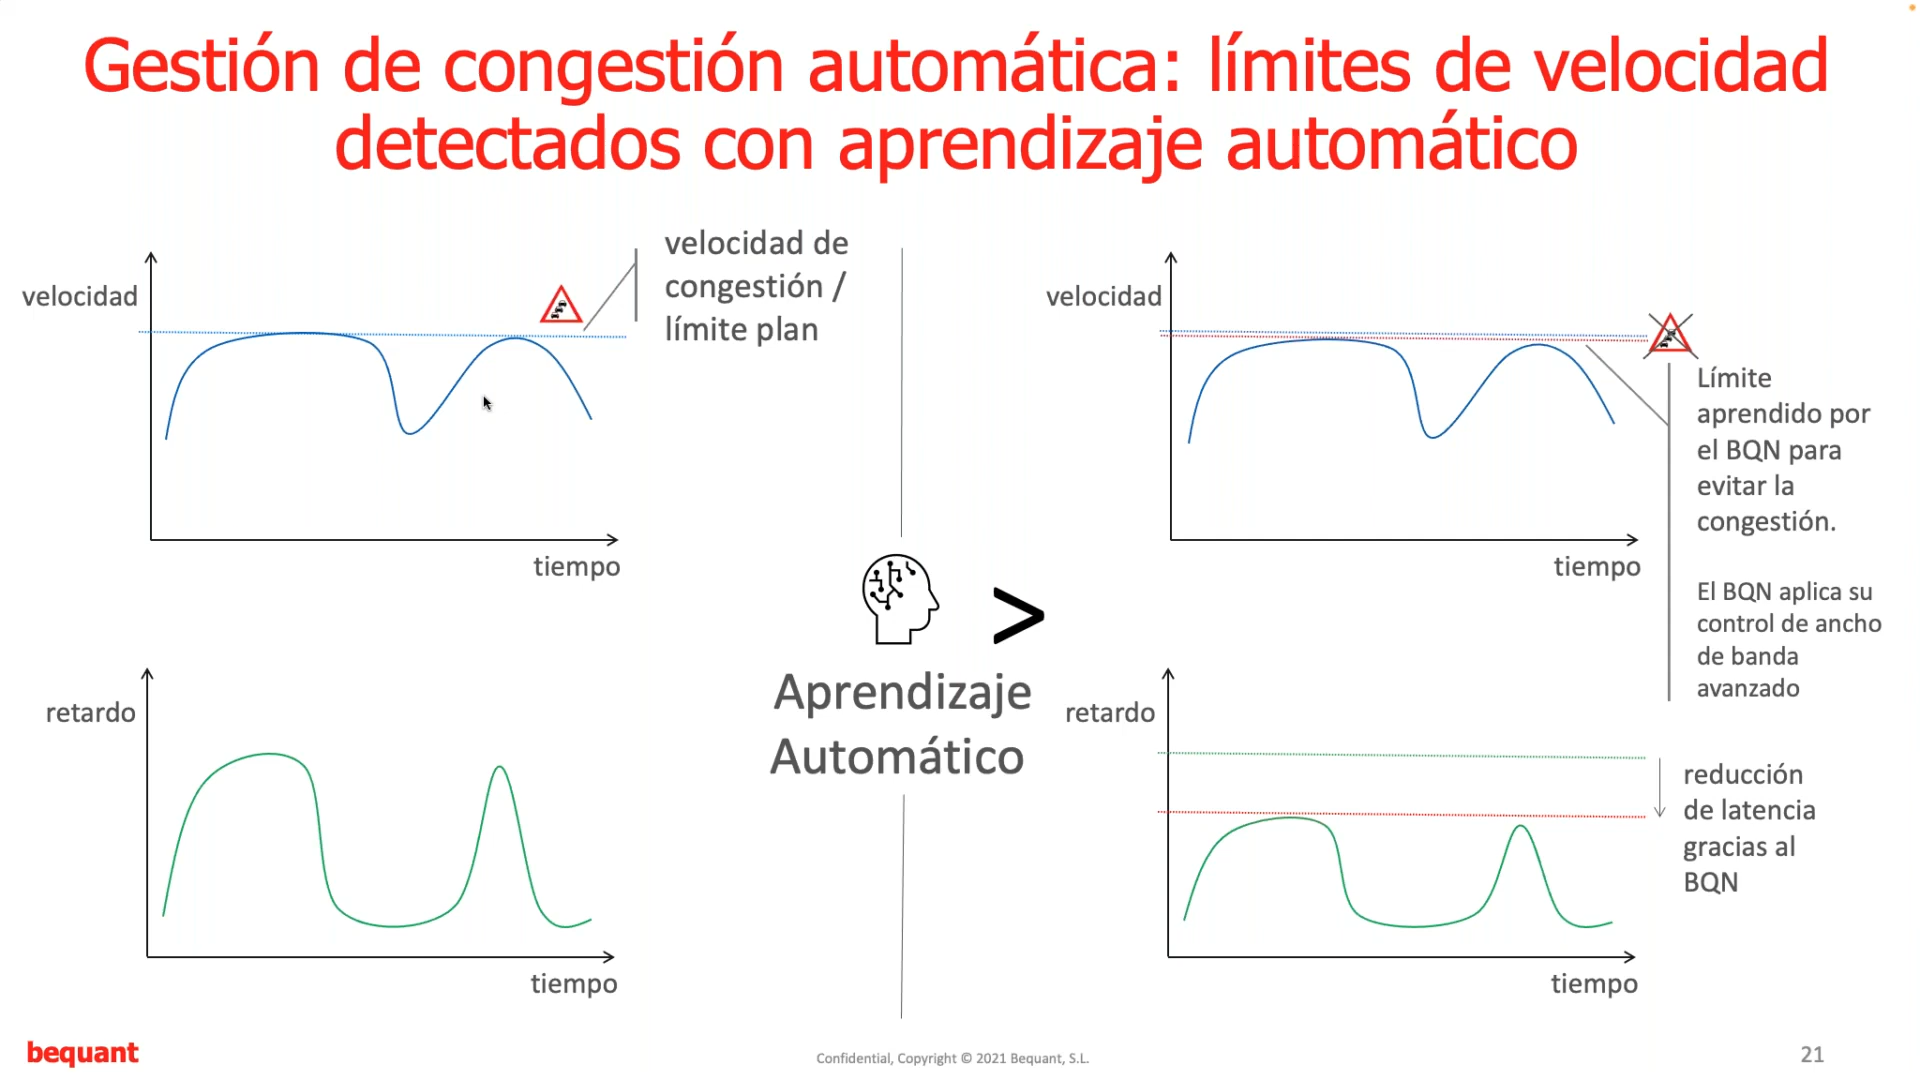 Gestión de congestión automática: límites de velocidad
detectados con aprendizaje automático
velocidad
velocidad de
congestión /
límite plan
tiempo
retardo
tiempo
Aprendizaje
Automático
>
velocidad
Límite
aprendido por
el BQN para
evitar la
congestión.
tiempo
El BQN aplica su
control de ancho
de banda
avanzado
retardo
reducción
de latencia
gracias al
BQN
tiempo
bequant
Confidential, Copyright © 2021 Bequant, S.L.
21